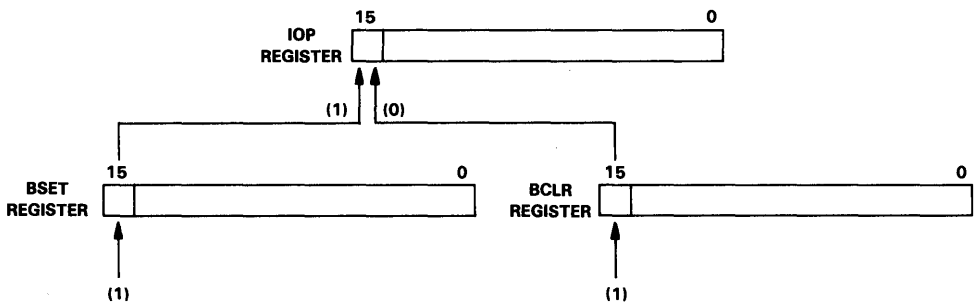 15 0
IOP
REGISTER
(1) (0)
15 0 15 0
BSET BCLR
REGISTER REGISTER
(1) (1)